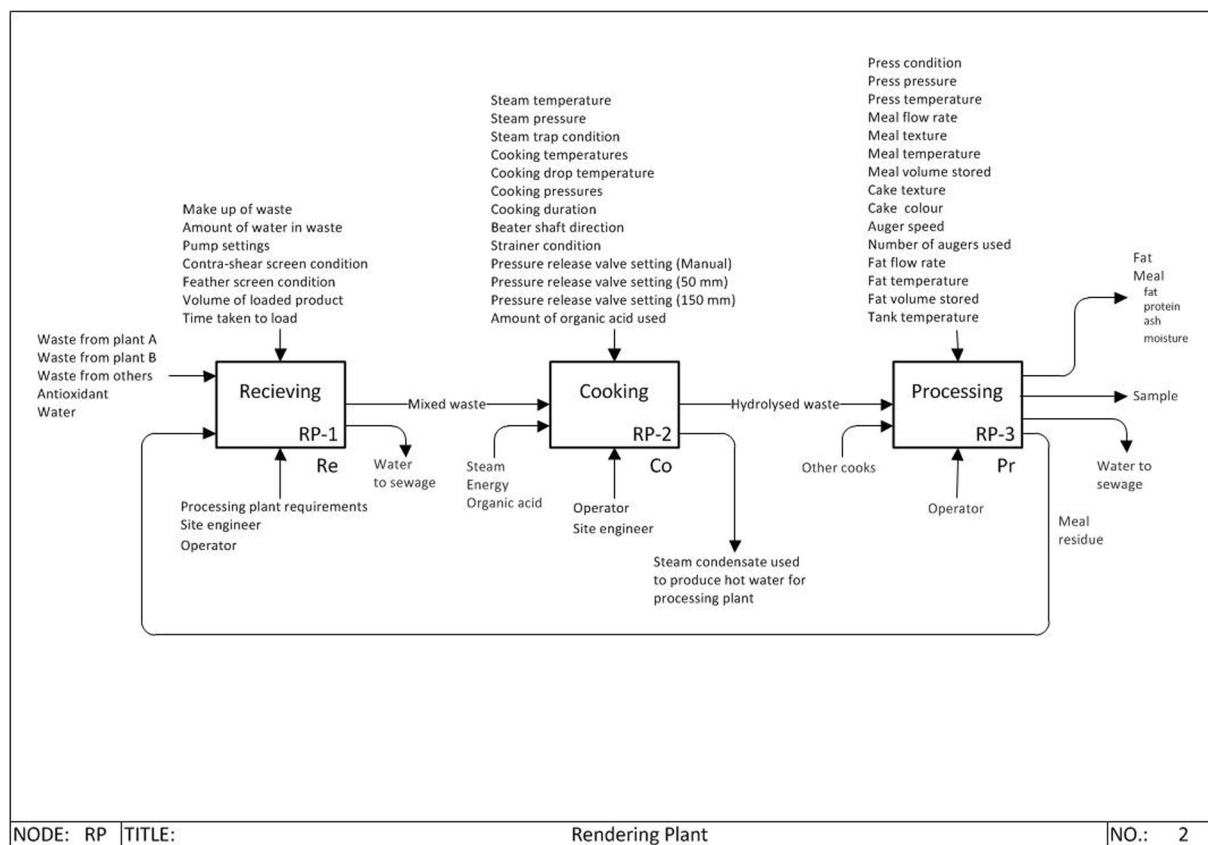 Press condition
Press pressure
Press temperature
Meal flow rate
Meal texture
Meal temperature
Meal volume stored
Cake texture
Cake colour
Auger speed
Number of augers used
Fat flow rate
Fat temperature
Fat volume stored
Tank temperature
Steam temperature
Steam pressure
Steam trap condition
Cooking temperatures
Cooking drop temperature
Cooking pressures
Cooking duration
Beater shaft direction
Strainer condition
Pressure release valve setting (Manual)
Pressure release valve setting (50 mm)
Pressure release valve setting (150 mm)
Amount of organic acid used
Make up of waste
Amount of water in waste
Pump settings
Contra-shear screen condition
Feather screen condition
Volume of loaded product
Time taken to load
Waste from plant A
Waste from plant B
Waste from others
Antioxidant
Water
Recieving
RP-1
Re
Mixed waste
Water
to sewage
Processing plant requirements
Site engineer
Operator
Cooking
RP-2
Co
Steam
Energy
Organic acid
Operator
Site engineer
Steam condensate used
to produce hot water for
processing plant
Hydrolysed waste
Processing
RP-3
Pr
Other cooks
Operator
Fat
Meal
fat
protein
ash
moisture
Sample
Water to
sewage
Meal
residue
NODE: RP TITLE: Rendering Plant NO.: 2